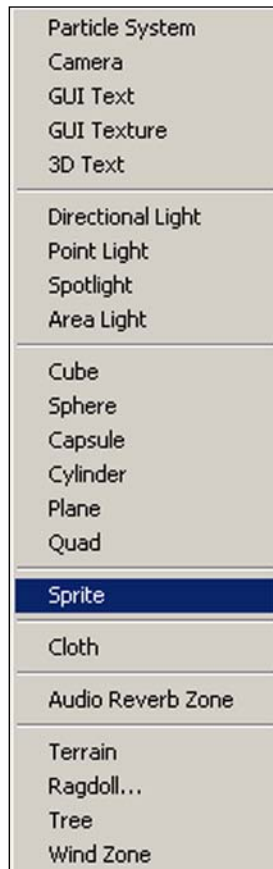 Particle System
Camera
GUI Text
GUI Texture
3D Text
Directional Light
Point Light
Spotlight
Area Light
Cube
Sphere
Capsule
Cylinder
Plane
Quad
Sprite
Cloth
Audio Reverb Zone
Terrain
Ragdoll...
Tree
Wind Zone